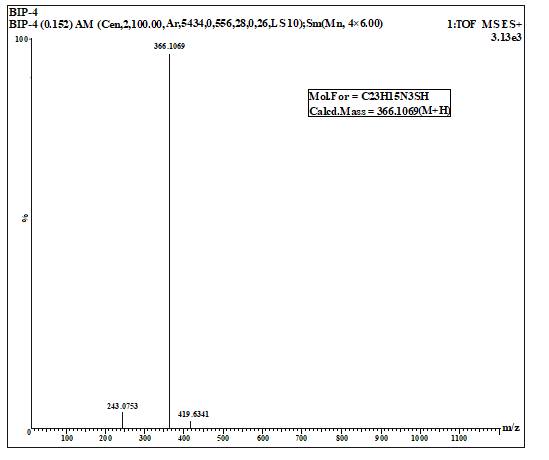 BIP-4
BIP-4 (0.152) AM (Cen,2,100.00,Ar,5434,0,556,28,0,26,LS10);Sm(Mn, 4×6.00)
1:TOF MS ES+
3.13e3
100
366.1069
Mol.For = C23H15N3SH
Calcd.Mass = 366.1069(M+H)
%
243.0753
419.6341
0
100 200 300 400 500 600 700 800 900 1000 1100
m/z